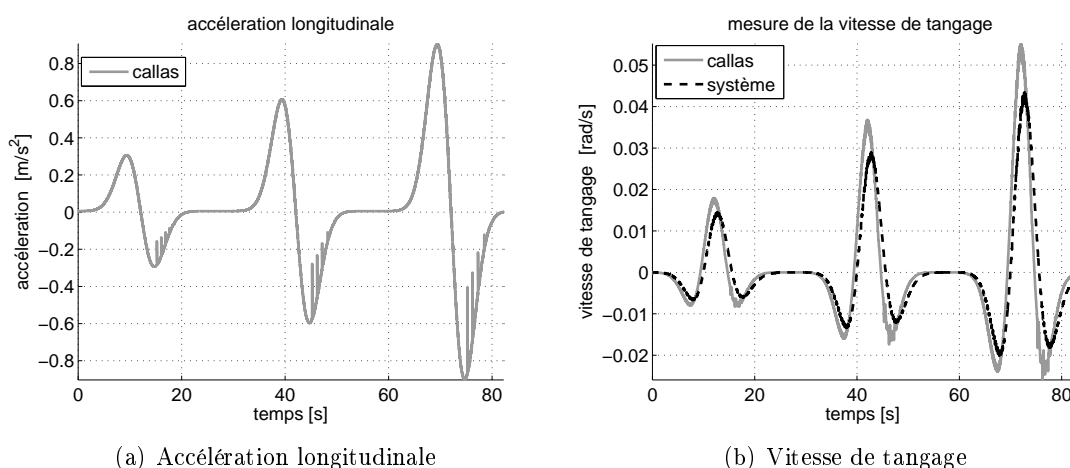 accéleration longitudinale
callas
0.8
0.6
0.4
0.2
0
−0.2
−0.4
−0.6
−0.8
accéleration [m/s²]
0 20 40 60 80
temps [s]
(a) Accélération longitudinale
mesure de la vitesse de tangage
callas
système
0.05
0.04
0.03
0.02
0.01
0
−0.01
−0.02
vitesse de tangage [rad/s]
0 20 40 60 80
temps [s]
(b) Vitesse de tangage